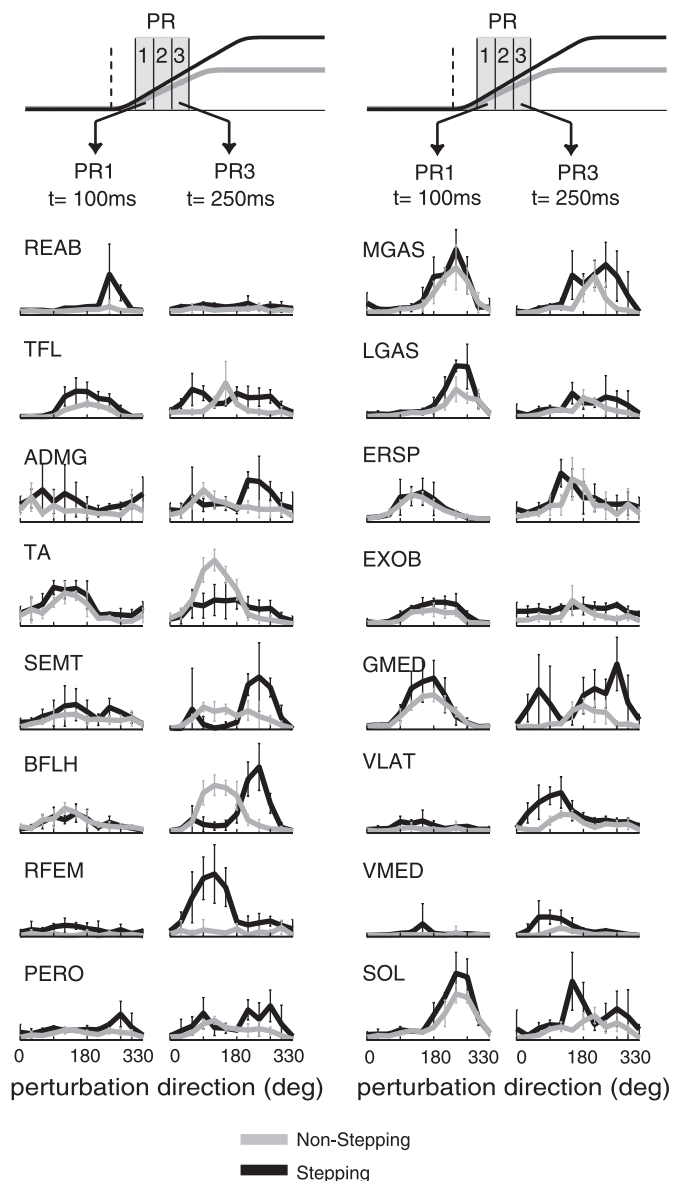 PR PR
1 2 3 1 2 3
PR1 PR3 PR1 PR3
t= 100ms t= 250ms t= 100ms t= 250ms
REAB MGAS
TFL LGAS
ADMG ERSP
TA EXOB
SEMT GMED
BFLH VLAT
RFEM VMED
PERO SOL
0 180 330 0 180 330 0 180 330 0 180 330
perturbation direction (deg) perturbation direction (deg)
Non-Stepping
Stepping